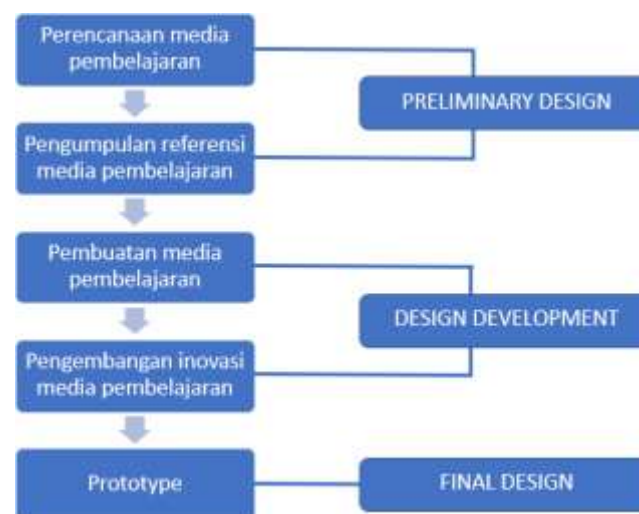 Perencanaan media
pembelajaran
PRELIMINARY DESIGN
Pengumpulan referensi
media pembelajaran
Pembuatan media
pembelajaran
DESIGN DEVELOPMENT
Pengembangan inovasi
media pembelajaran
Prototype
FINAL DESIGN